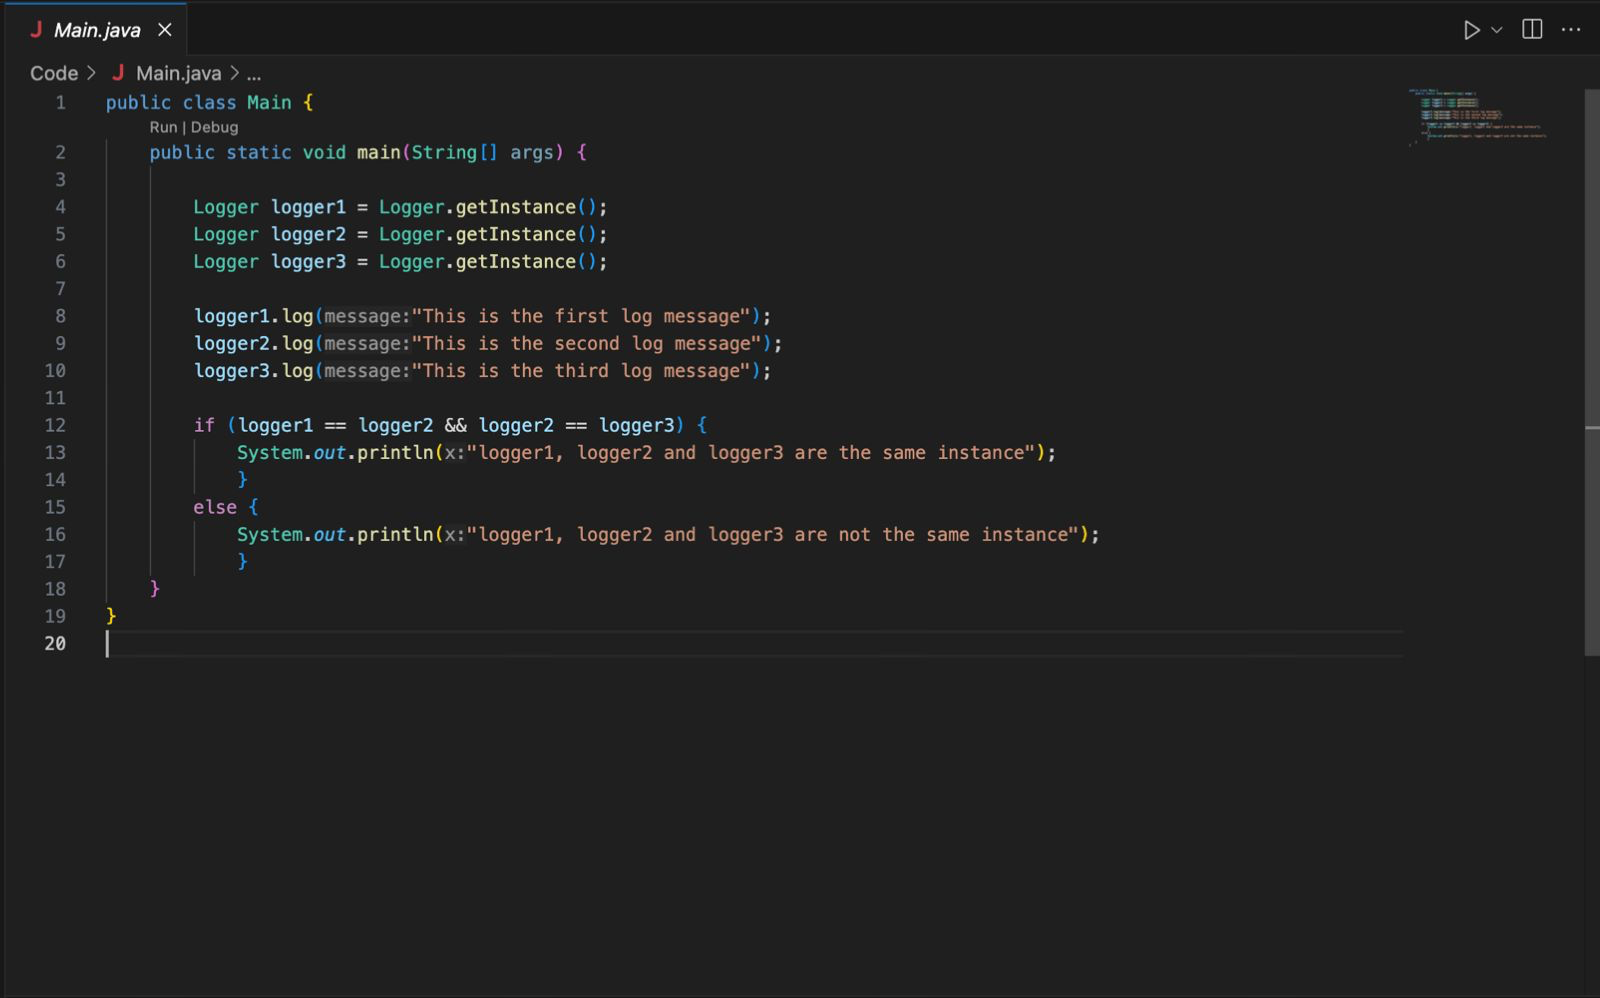 J Main.java ×
Code > J Main.java > ...
1 public class Main {
Run | Debug
2 public static void main(String[] args) {
3
4 Logger logger1 = Logger.getInstance();
5 Logger logger2 = Logger.getInstance();
6 Logger logger3 = Logger.getInstance();
7
8 logger1.log(message:"This is the first log message");
9 logger2.log(message:"This is the second log message");
10 logger3.log(message:"This is the third log message");
11
12 if (logger1 == logger2 && logger2 == logger3) {
13 System.out.println(x:"logger1, logger2 and logger3 are the same instance");
14 }
15 else {
16 System.out.println(x:"logger1, logger2 and logger3 are not the same instance");
17 }
18 }
19 }
20